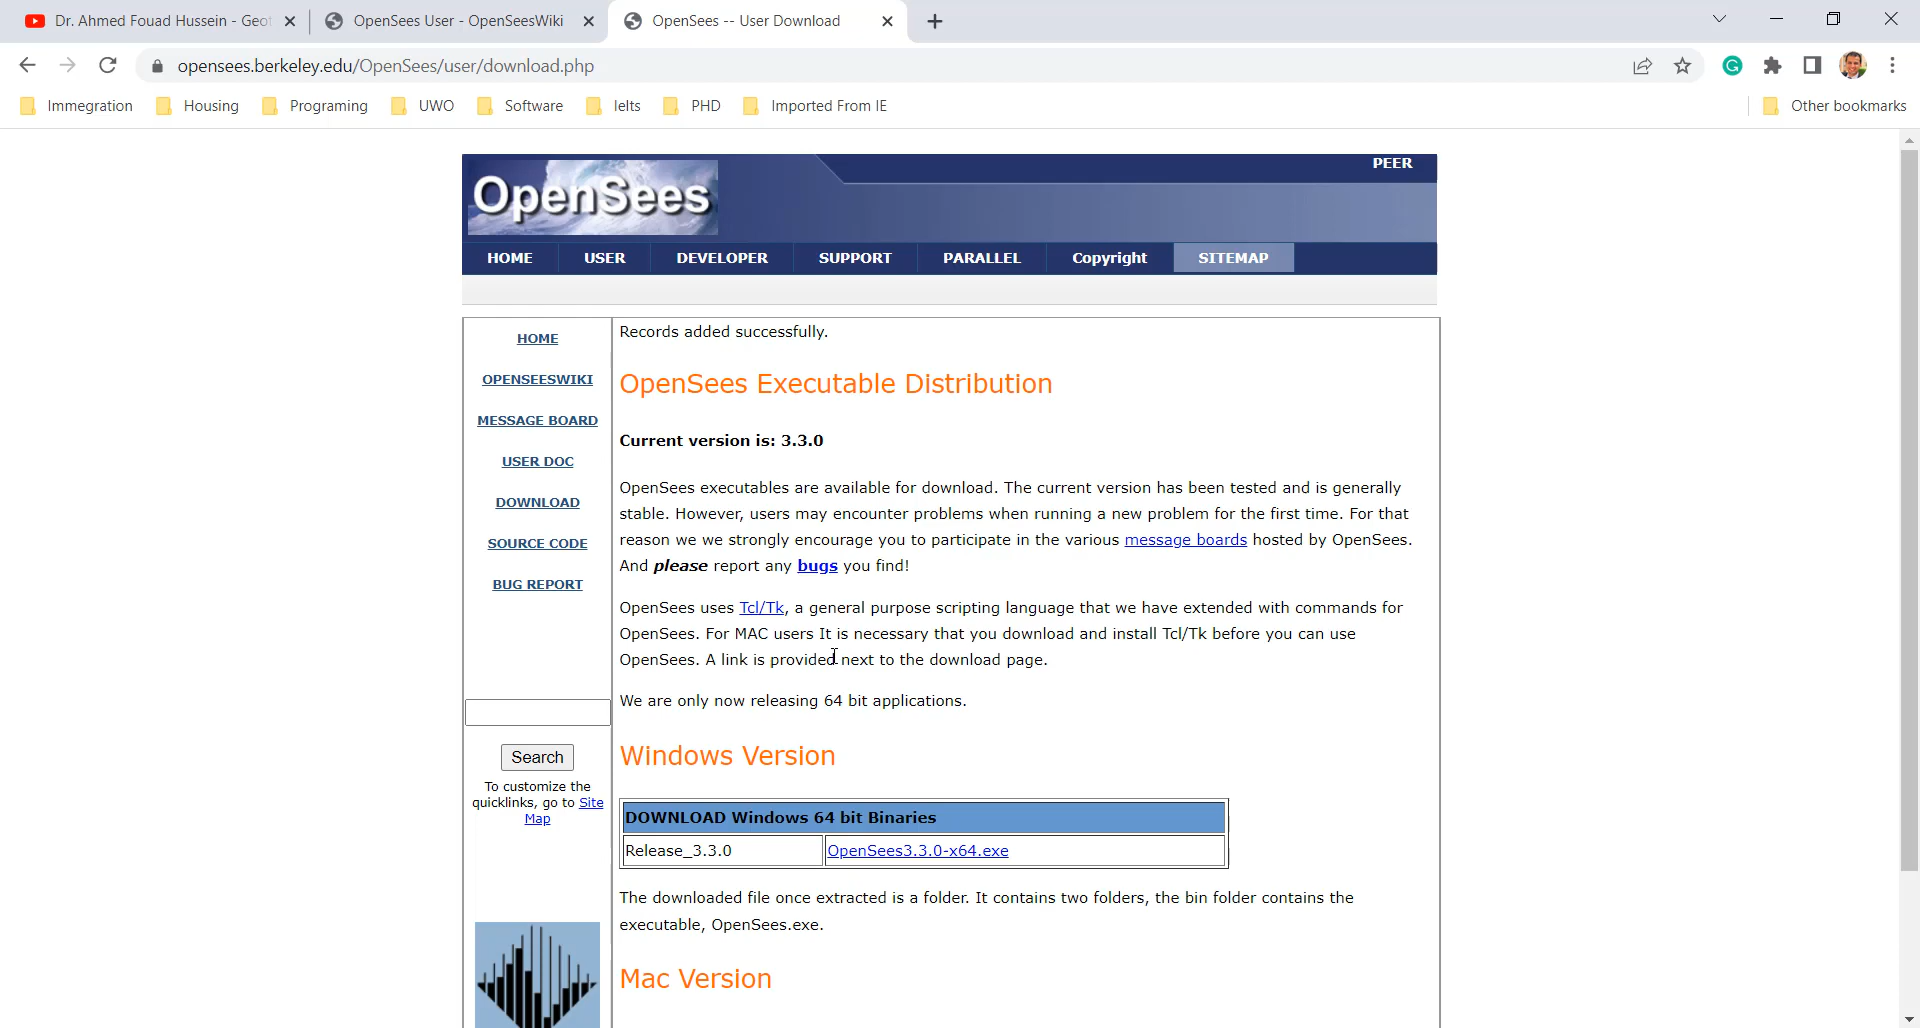 Dr. Ahmed Fouad Hussein - Geot
OpenSees User - OpenSeesWiki
OpenSees -- User Download
opensees.berkeley.edu/OpenSees/user/download.php
Immegration
Housing
Programing
UWO
Software
Ielts
PHD
Imported From IE
Other bookmarks
OpenSees
PEER
HOME
USER
DEVELOPER
SUPPORT
PARALLEL
Copyright
SITEMAP
HOME
OPENSEESWIKI
MESSAGE BOARD
USER DOC
DOWNLOAD
SOURCE CODE
BUG REPORT
Search
To customize the
quicklinks, go to Site
Map
Records added successfully.
OpenSees Executable Distribution
Current version is: 3.3.0
OpenSees executables are available for download. The current version has been tested and is generally
stable. However, users may encounter problems when running a new problem for the first time. For that
reason we we strongly encourage you to participate in the various message boards hosted by OpenSees.
And please report any bugs you find!
OpenSees uses Tcl/Tk, a general purpose scripting language that we have extended with commands for
OpenSees. For MAC users It is necessary that you download and install Tcl/Tk before you can use
OpenSees. A link is provided next to the download page.
We are only now releasing 64 bit applications.
Windows Version
DOWNLOAD Windows 64 bit Binaries
Release_3.3.0
OpenSees3.3.0-x64.exe
The downloaded file once extracted is a folder. It contains two folders, the bin folder contains the
executable, OpenSees.exe.
Mac Version